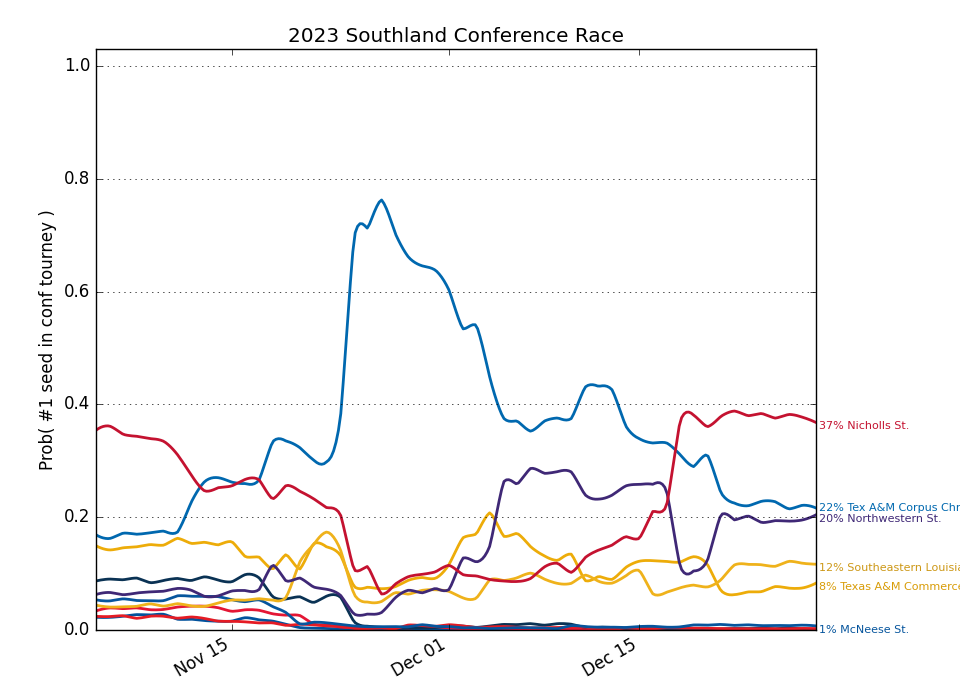 2023 Southland Conference Race
Prob( #1 seed in conf tourney )
1.0
0.8
0.6
0.4
0.2
0.0
Nov 15
Dec 01
Dec 15
37% Nicholls St.
22% Tex A&M Corpus Chr
20% Northwestern St.
12% Southeastern Louisia
8% Texas A&M Commerce
1% McNeese St.